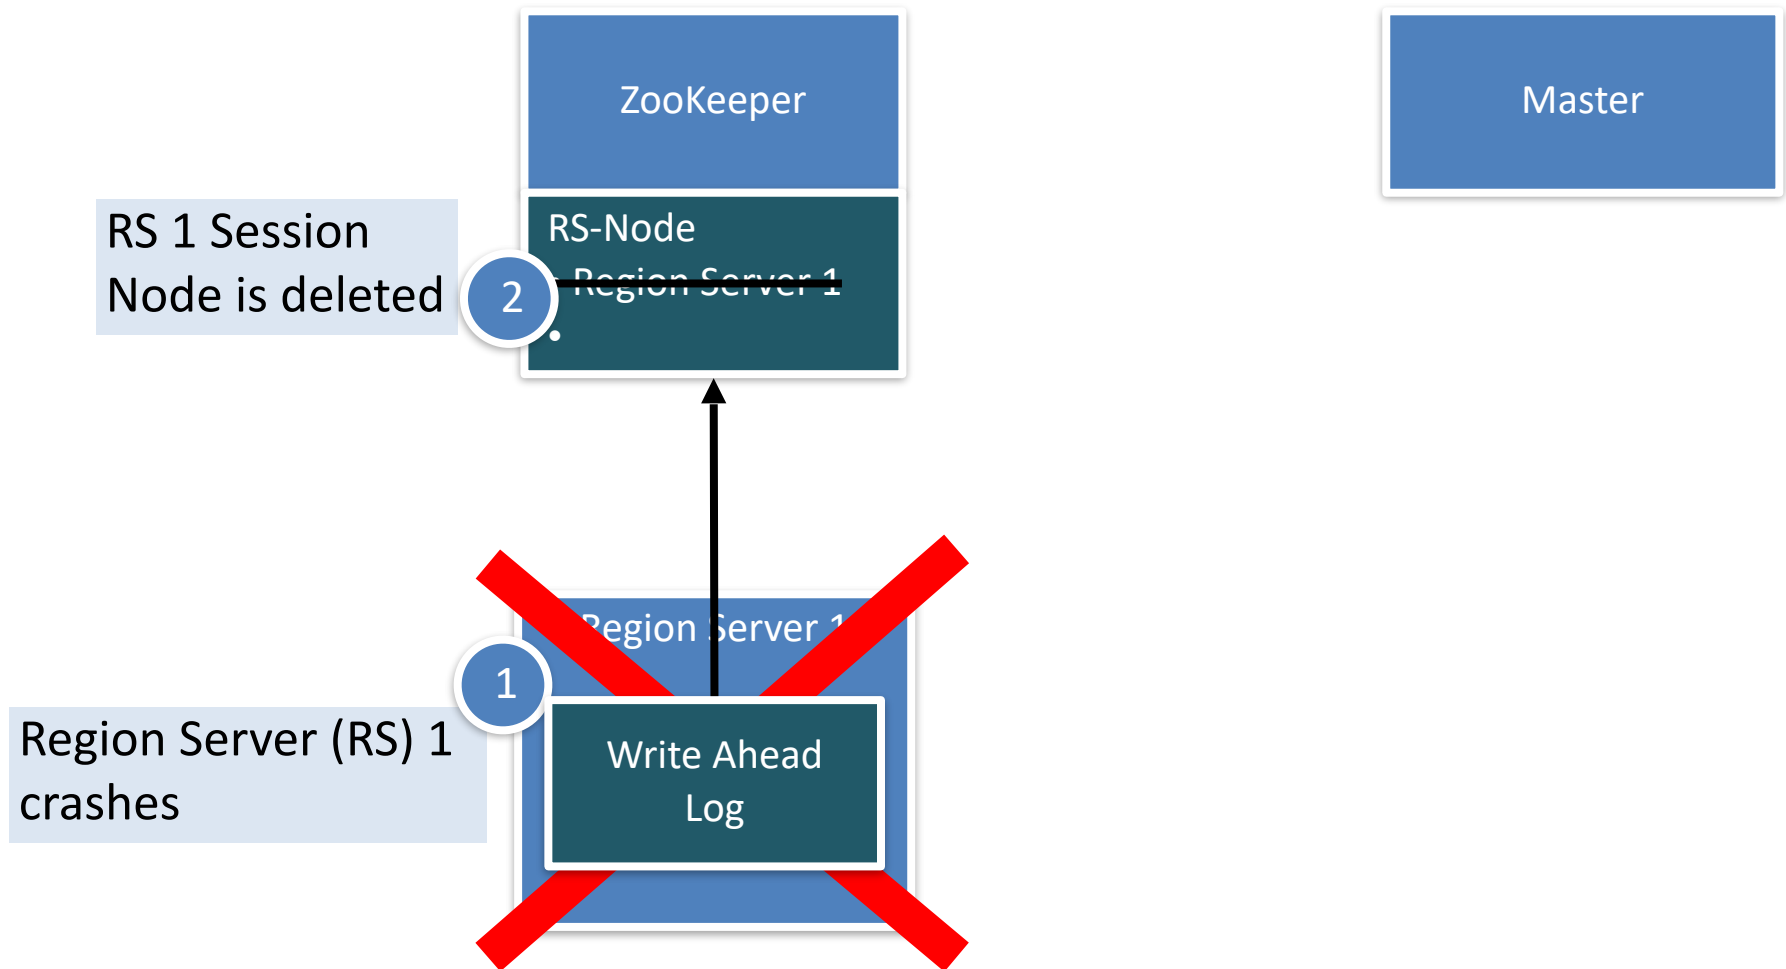 ZooKeeper
Master
RS 1 Session
Node is deleted
2
RS-Node
• Region Server 1
•
Region Server 1
1
Region Server (RS) 1
crashes
Write Ahead
Log